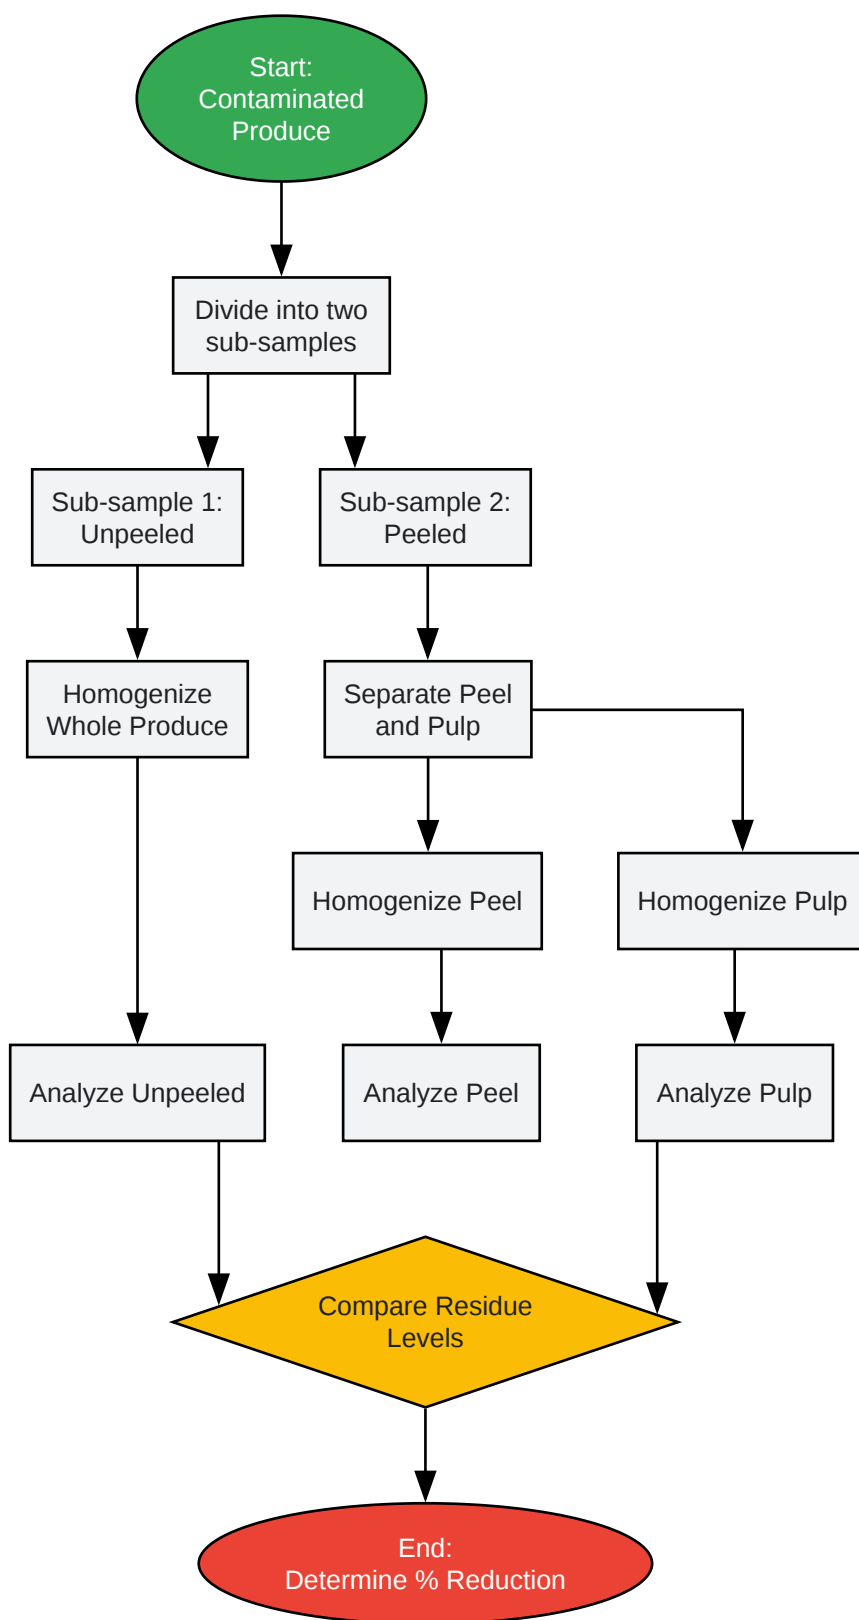 Start:
Contaminated
Produce
Divide into two
sub-samples
Sub-sample 1:
Unpeeled
Sub-sample 2:
Peeled
Homogenize
Whole Produce
Separate Peel
and Pulp
Homogenize Peel
Homogenize Pulp
Analyze Unpeeled
Analyze Peel
Analyze Pulp
Compare Residue
Levels
End:
Determine % Reduction